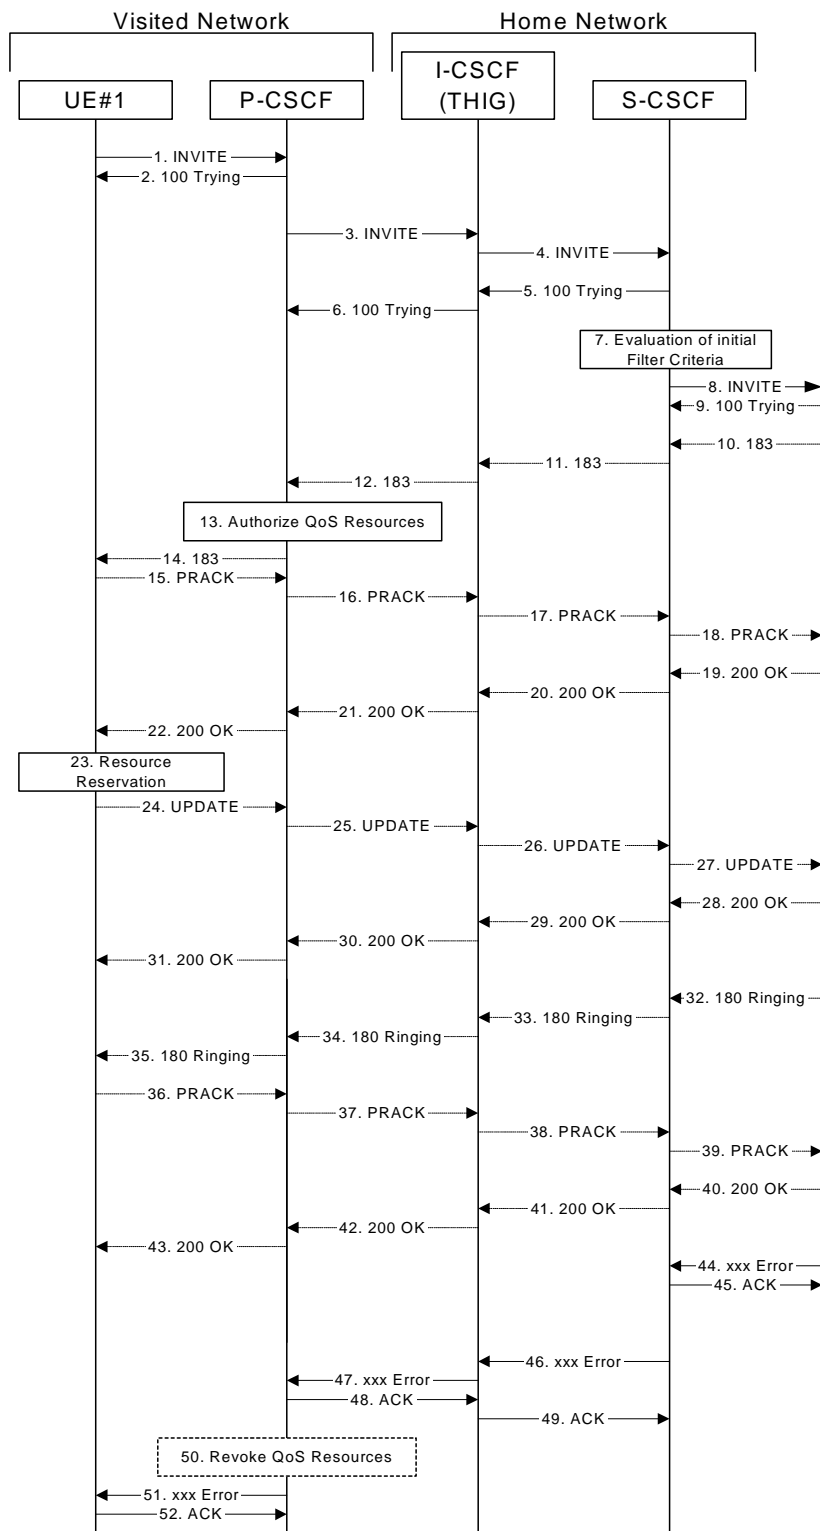 Visited Network
Home Network
UE#1
P-CSCF
I-CSCF
(THIG)
S-CSCF
1. INVITE
2. 100 Trying
3. INVITE
4. INVITE
5. 100 Trying
6. 100 Trying
7. Evaluation of initial
Filter Criteria
8. INVITE
9. 100 Trying
10. 183
11. 183
12. 183
13. Authorize QoS Resources
14. 183
15. PRACK
16. PRACK
17. PRACK
18. PRACK
19. 200 OK
20. 200 OK
21. 200 OK
22. 200 OK
23. Resource
Reservation
24. UPDATE
25. UPDATE
26. UPDATE
27. UPDATE
28. 200 OK
29. 200 OK
30. 200 OK
31. 200 OK
32. 180 Ringing
33. 180 Ringing
34. 180 Ringing
35. 180 Ringing
36. PRACK
37. PRACK
38. PRACK
39. PRACK
40. 200 OK
41. 200 OK
42. 200 OK
43. 200 OK
44. xxx Error
45. ACK
46. xxx Error
47. xxx Error
48. ACK
49. ACK
50. Revoke QoS Resources
51. xxx Error
52. ACK